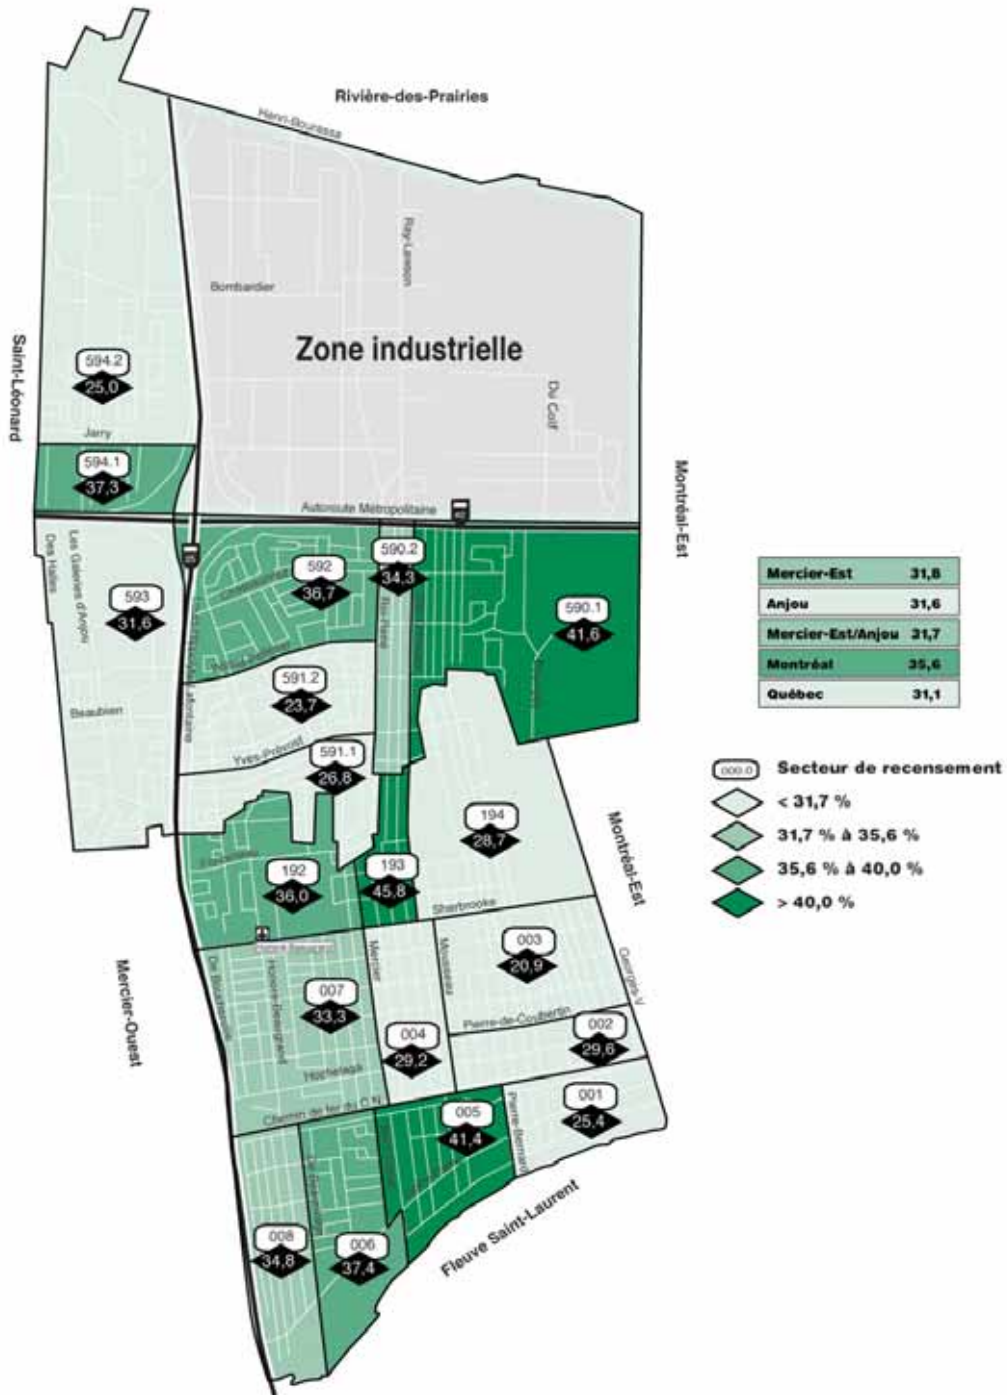 Rivière-des-Prairies
Henri-Bourassa
Ray-Lawson
Bombardier
Zone industrielle
Saint-Léonard
594.2
25,0
Du Golf
Jarry
594.1
37,3
Montréal-Est
Autoroute Métropolitaine
Des Halles
Les Galeries d'Anjou
590.2
34,3
592
36,7
593
31,6
590.1
41,6
Mercier-Est 31,8
Anjou 31,6
Mercier-Est/Anjou 31,7
Montréal 35,6
Québec 31,1
591.2
23,7
Beaubien
Yves-Prévost
591.1
26,8
000.0 Secteur de recensement
< 31,7 %
31,7 % à 35,6 %
35,6 % à 40,0 %
> 40,0 %
194
28,7
Montréal-Est
192
36,0
193
45,8
Sherbrooke
Mercier-Ouest
De Boucherville
Honoré-Beaugrand
Mercier
Mousseau
003
20,9
Georges-V
007
33,3
Pierre-de-Coubertin
004
29,2
002
29,6
Hochelaga
Chemin de fer du C.N.
005
41,4
Pierre-Bernard
001
25,4
Fleuve Saint-Laurent
008
34,8
006
37,4